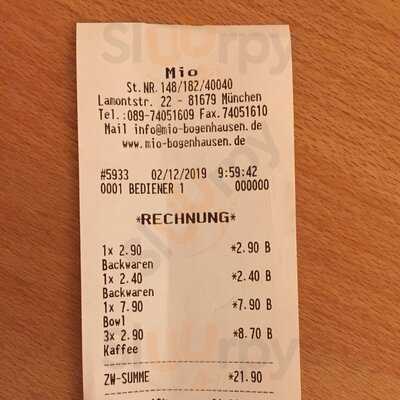 Mio
St.NR.148/182/40040
Lamontstr. 22 - 81679 München
Tel.:089-74051609 Fax.74051610
Mail info@mio-bogenhausen.de
www.mio-bogenhausen.de
#5933 02/12/2019 9:59:42
0001 BEDIENER 1 000000
*RECHNUNG*
1x 2.90 *2.90 B
Backwaren
1x 2.40 *2.40 B
Backwaren
1x 7.90 *7.90 B
Bowl
3x 2.90 *8.70 B
Kaffee
ZW-SUMME *21.90